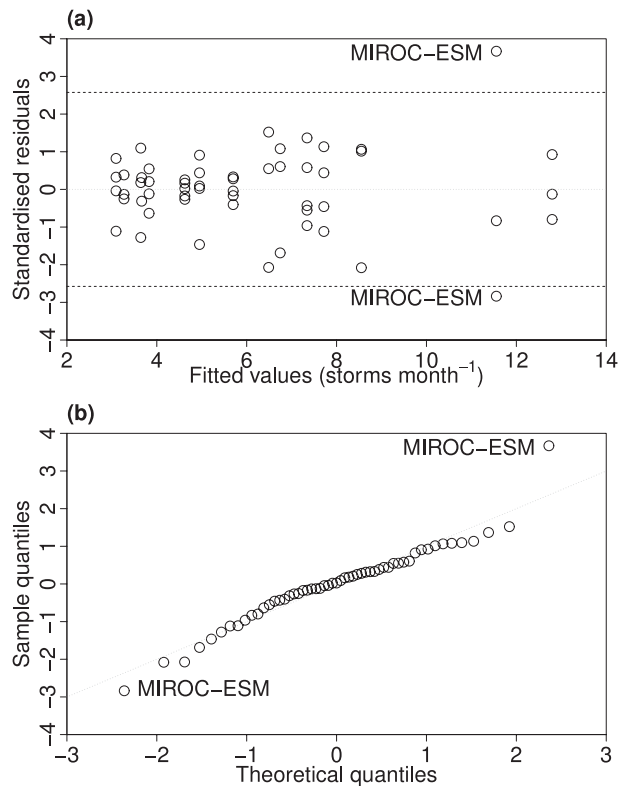 (a)
MIROC−ESM
MIROC−ESM
Standardised residuals
4
3
2
1
0
−1
−2
−3
−4
2 4 6 8 10 12 14
Fitted values (storms month−1)
(b)
MIROC−ESM
MIROC−ESM
Sample quantiles
4
3
2
1
0
−1
−2
−3
−4
−3 −2 −1 0 1 2 3
Theoretical quantiles